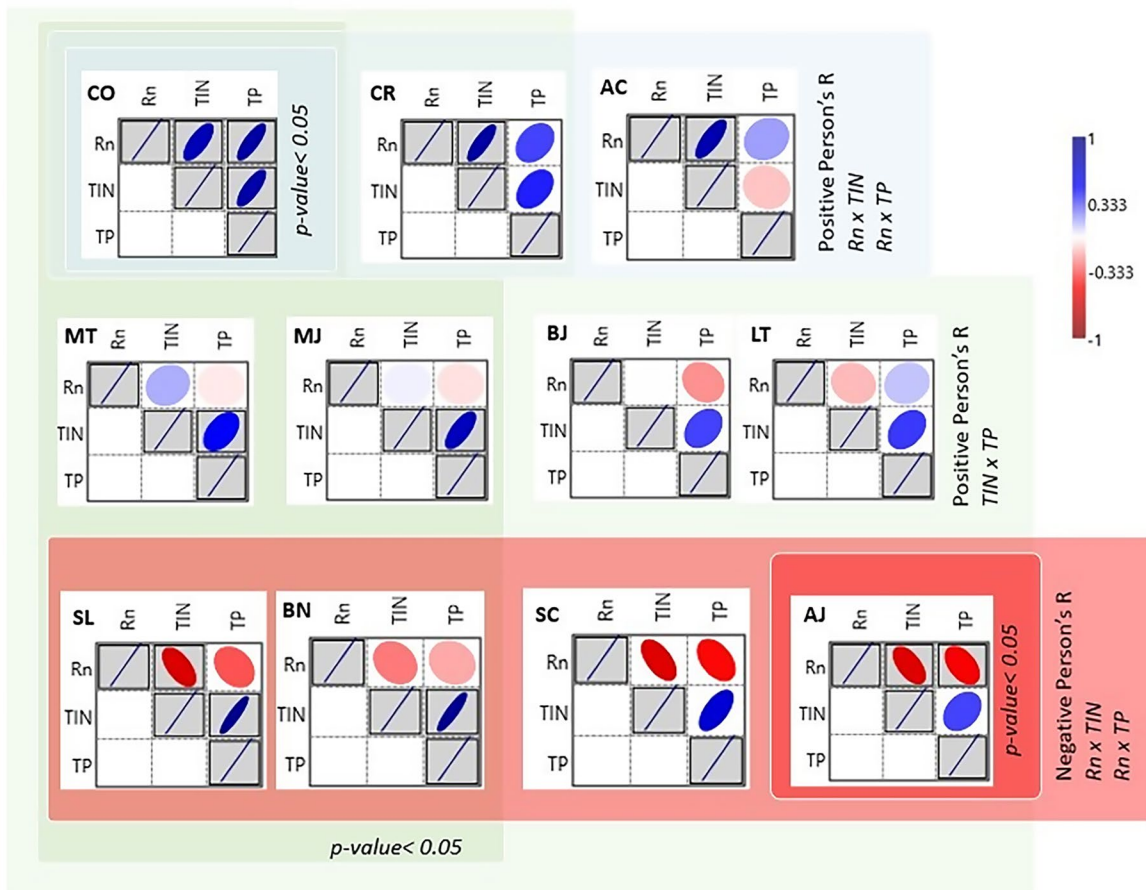 CO
Rn
TIN
TP
Rn
TIN
TP
p-value< 0.05
CR
Rn
TIN
TP
Rn
TIN
TP
AC
Rn
TIN
TP
Rn
TIN
TP
Positive Person's R
Rn x TIN
Rn x TP
1
0.333
-0.333
-1
MT
Rn
TIN
TP
Rn
TIN
TP
MJ
Rn
TIN
TP
Rn
TIN
TP
BJ
Rn
TIN
TP
Rn
TIN
TP
LT
Rn
TIN
TP
Rn
TIN
TP
Positive Person's R
TIN x TP
SL
Rn
TIN
TP
Rn
TIN
TP
BN
Rn
TIN
TP
Rn
TIN
TP
SC
Rn
TIN
TP
Rn
TIN
TP
AJ
Rn
TIN
TP
Rn
TIN
TP
p-value< 0.05
Negative Person's R
Rn x TIN
Rn x TP
p-value< 0.05